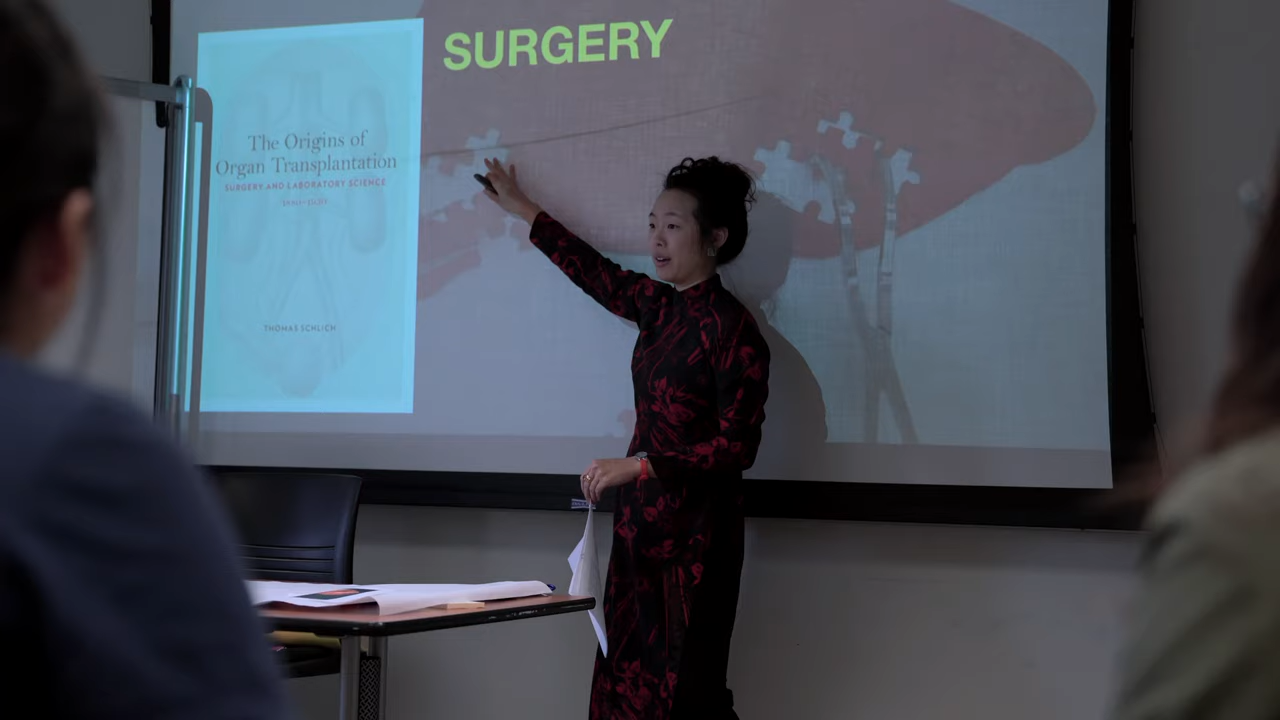 SURGERY
The Origins of
Organ Transplantation
SURGERY AND LABORATORY SCIENCE
THOMAS SCHLICH